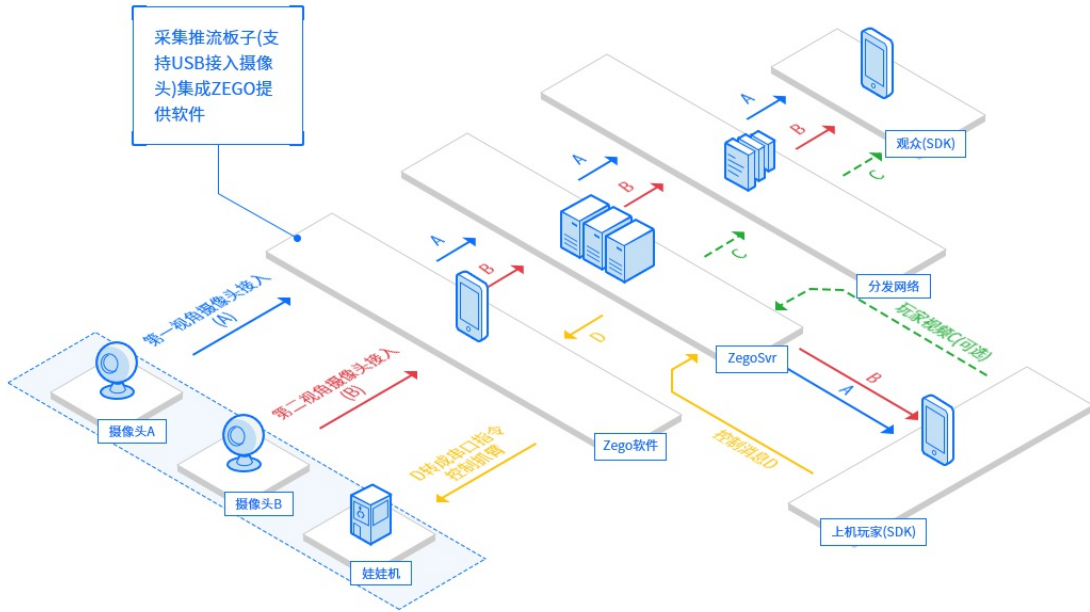 采集推流板子(支
持USB接入摄像
头)集成ZEGO提
供软件
A
B
C
观众(SDK)
A
B
C
分发网络
A
B
D
ZegoSvr
玩家视频C(可选)
B
A
控制消息D
上机玩家(SDK)
Zego软件
第一视角摄像头接入
(A)
第二视角摄像头接入
(B)
D转成串口指令
控制抓臂
摄像头A
摄像头B
娃娃机